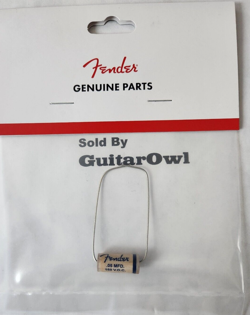 Fender
GENUINE PARTS
Sold By
GuitarOwl
Fender